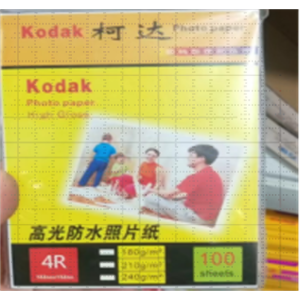 Kodak 柯达
Photo paper
Kodak
Photo paper
High Gloss
高光防水照片纸
4R
180g/m²
210g/m²
240g/m²
100
sheets